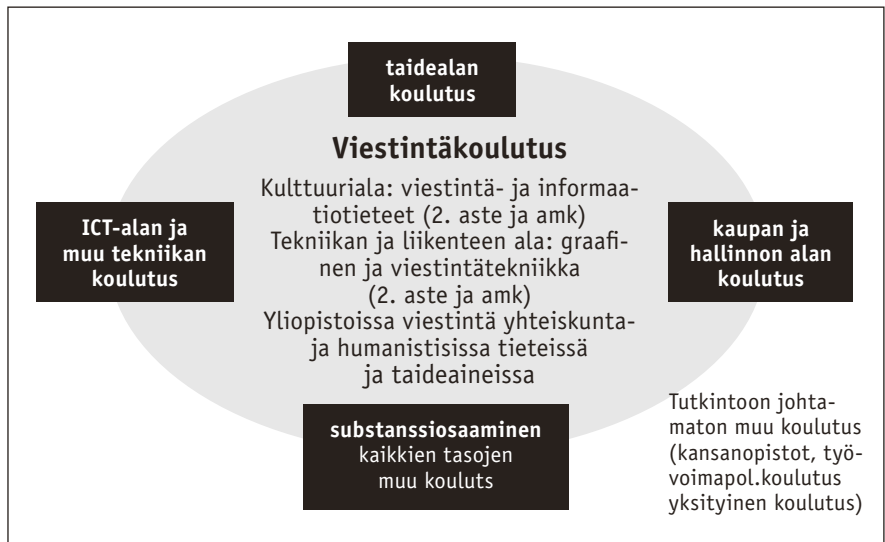 taidealan
koulutus
Viestintäkoulutus
Kulttuuriala: viestintä- ja informaa-
tiotieteet (2. aste ja amk)
Tekniikan ja liikenteen ala: graafi-
nen ja viestintätekniikka
(2. aste ja amk)
Yliopistoissa viestintä yhteiskunta-
ja humanistisissa tieteissä
ja taideaineissa
ICT-alan ja
muu tekniikan
koulutus
kaupan ja
hallinnon alan
koulutus
substanssiosaaminen
kaikkien tasojen
muu kouluts
Tutkintoon johta-
maton muu koulutus
(kansanopistot, työ-
voimapol.koulutus
yksityinen koulutus)